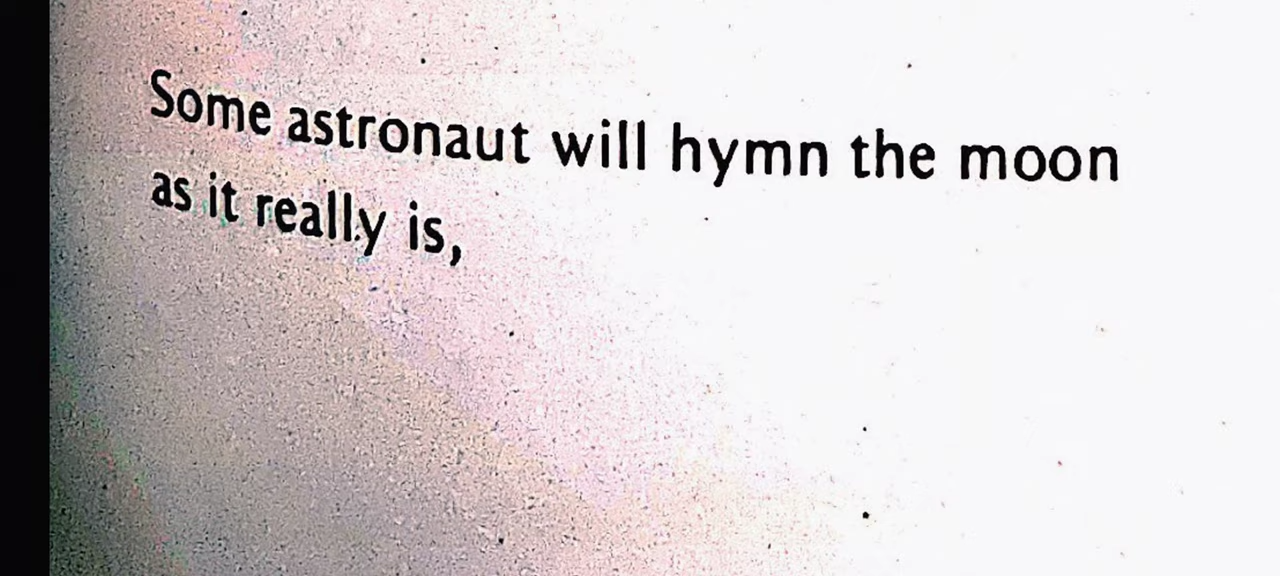 Some astronaut will hymn the moon
as it really is,